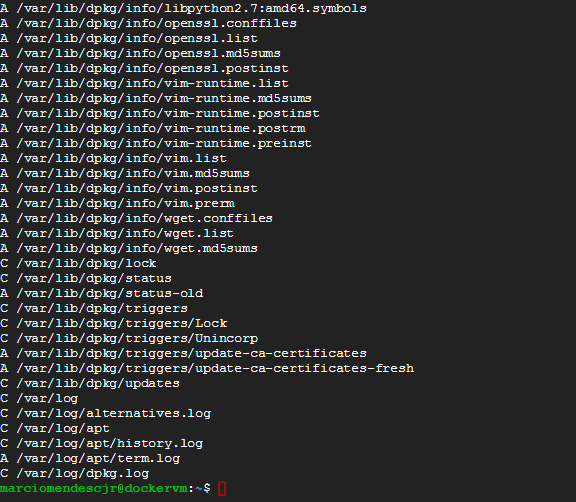 A /var/lib/dpkg/info/libpython2.7:amd64.symbols
A /var/lib/dpkg/info/openssl.conffiles
A /var/lib/dpkg/info/openssl.list
A /var/lib/dpkg/info/openssl.md5sums
A /var/lib/dpkg/info/openssl.postinst
A /var/lib/dpkg/info/vim-runtime.list
A /var/lib/dpkg/info/vim-runtime.md5sums
A /var/lib/dpkg/info/vim-runtime.postinst
A /var/lib/dpkg/info/vim-runtime.postrm
A /var/lib/dpkg/info/vim-runtime.preinst
A /var/lib/dpkg/info/vim.list
A /var/lib/dpkg/info/vim.md5sums
A /var/lib/dpkg/info/vim.postinst
A /var/lib/dpkg/info/vim.prerm
A /var/lib/dpkg/info/wget.conffiles
A /var/lib/dpkg/info/wget.list
A /var/lib/dpkg/info/wget.md5sums
C /var/lib/dpkg/lock
C /var/lib/dpkg/status
A /var/lib/dpkg/status-old
C /var/lib/dpkg/triggers
C /var/lib/dpkg/triggers/Lock
C /var/lib/dpkg/triggers/Unincorp
A /var/lib/dpkg/triggers/update-ca-certificates
A /var/lib/dpkg/triggers/update-ca-certificates-fresh
C /var/lib/dpkg/updates
C /var/log
C /var/log/alternatives.log
C /var/log/apt
C /var/log/apt/history.log
A /var/log/apt/term.log
C /var/log/dpkg.log
marciomendescjr@dockervm:~$